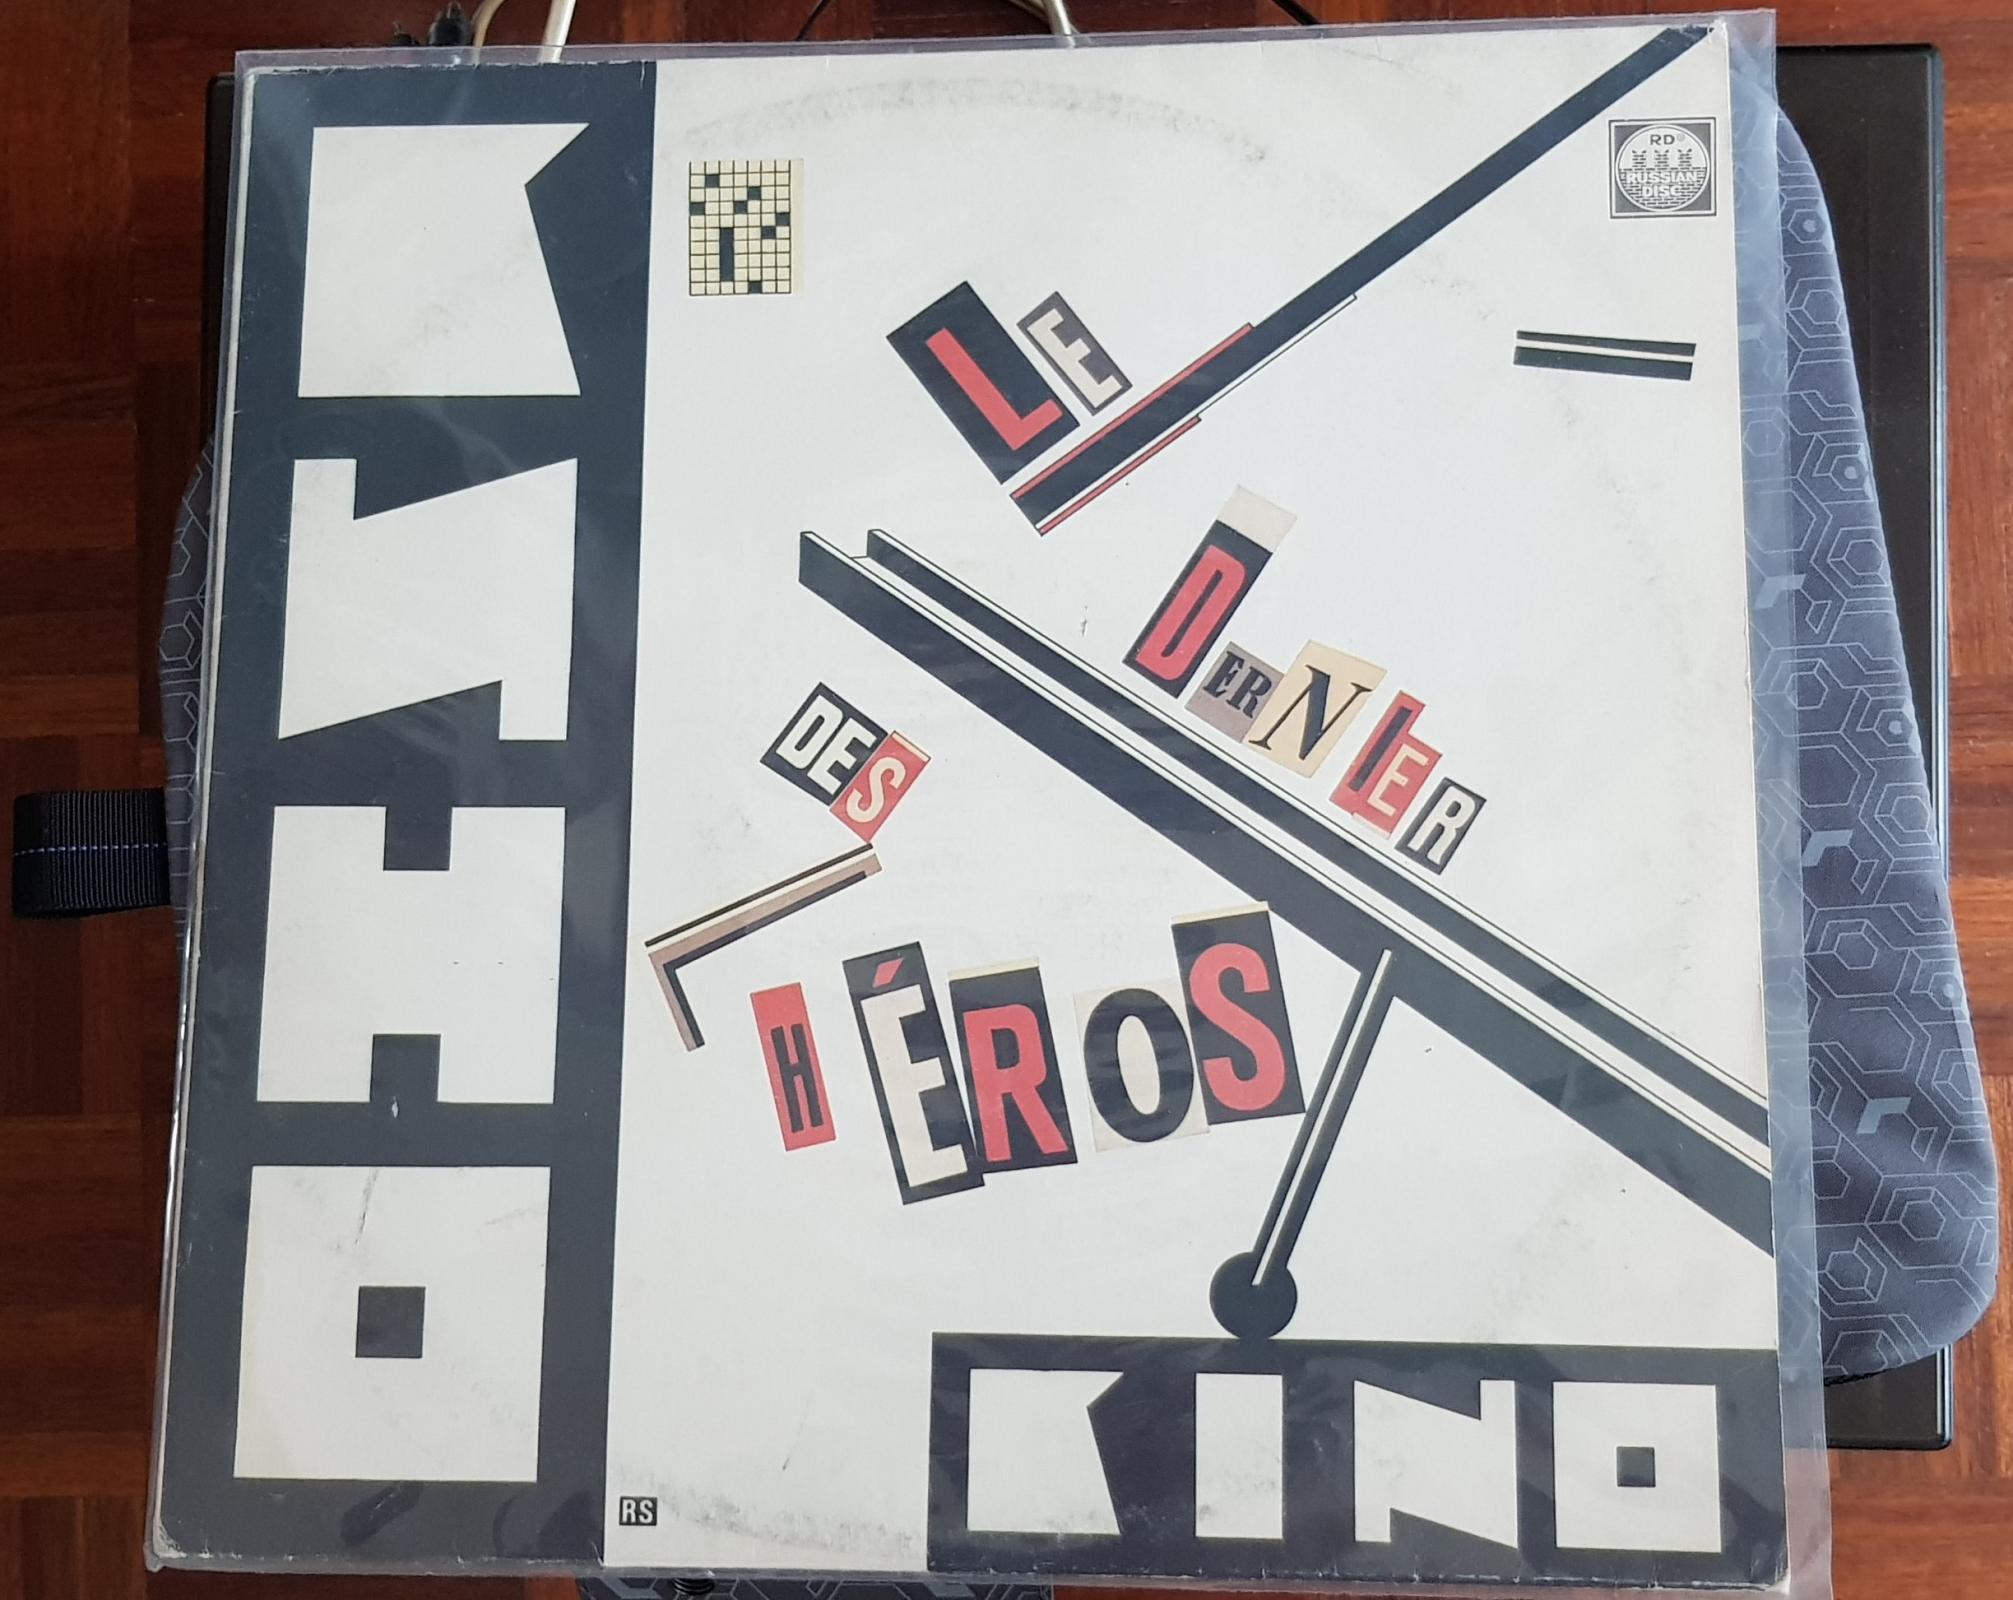 КИНО
RD®
RUSSIAN
DISC
LE
DERNIER
DES
HÉROS
KINO
RS